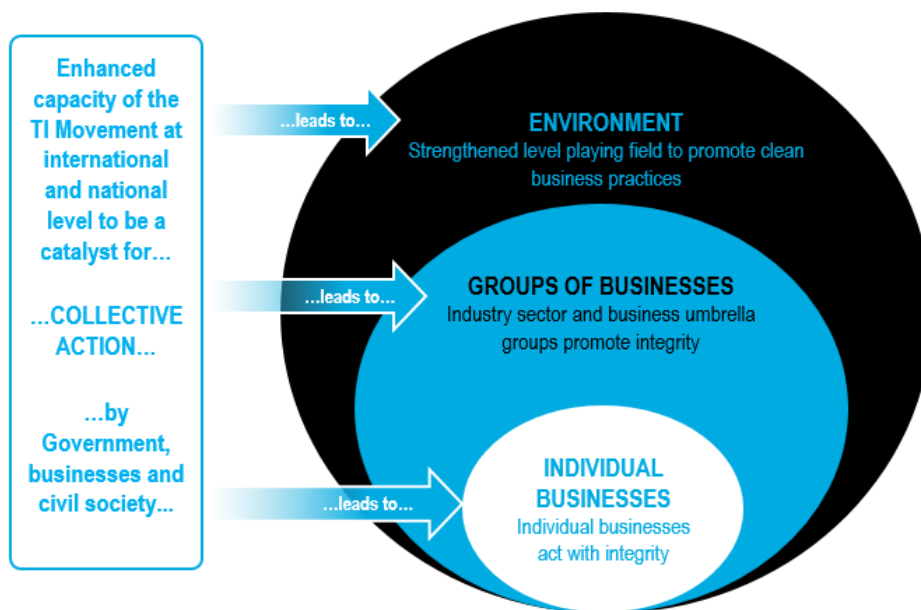 Enhanced
capacity of the
TI Movement at
international
and national
level to be a
catalyst for…
…COLLECTIVE
ACTION…
…by
Government,
businesses and
civil society...
…leads to…
ENVIRONMENT
Strengthened level playing field to promote clean
business practices
…leads to…
GROUPS OF BUSINESSES
Industry sector and business umbrella
groups promote integrity
…leads to…
INDIVIDUAL
BUSINESSES
Individual businesses
act with integrity